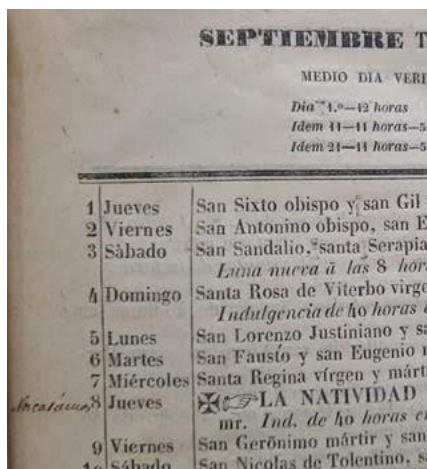 SEPTIEMBRE T
MEDIO DIA VERD
Dia 1.º—12 horas
Idem 11—11 horas—5
Idem 21—11 horas—5
1 Jueves San Sixto obispo y san Gil
2 Viernes San Antonino obispo, san E
3 Sàbado San Sandalio, santa Serapia
Luna nueva à las 8 hor
4 Domingo Santa Rosa de Viterbo virge
Indulgencia de 40 horas
5 Lunes San Lorenzo Justiniano y s
6 Martes San Fausto y san Eugenio
7 Miércoles Santa Regina vírgen y márt
8 Jueves ✠☞LA NATIVIDAD
mr. Ind. de 40 horas e
9 Viernes San Gerônimo mártir y san
10 Sábado San Nicolas de Tolentino, s